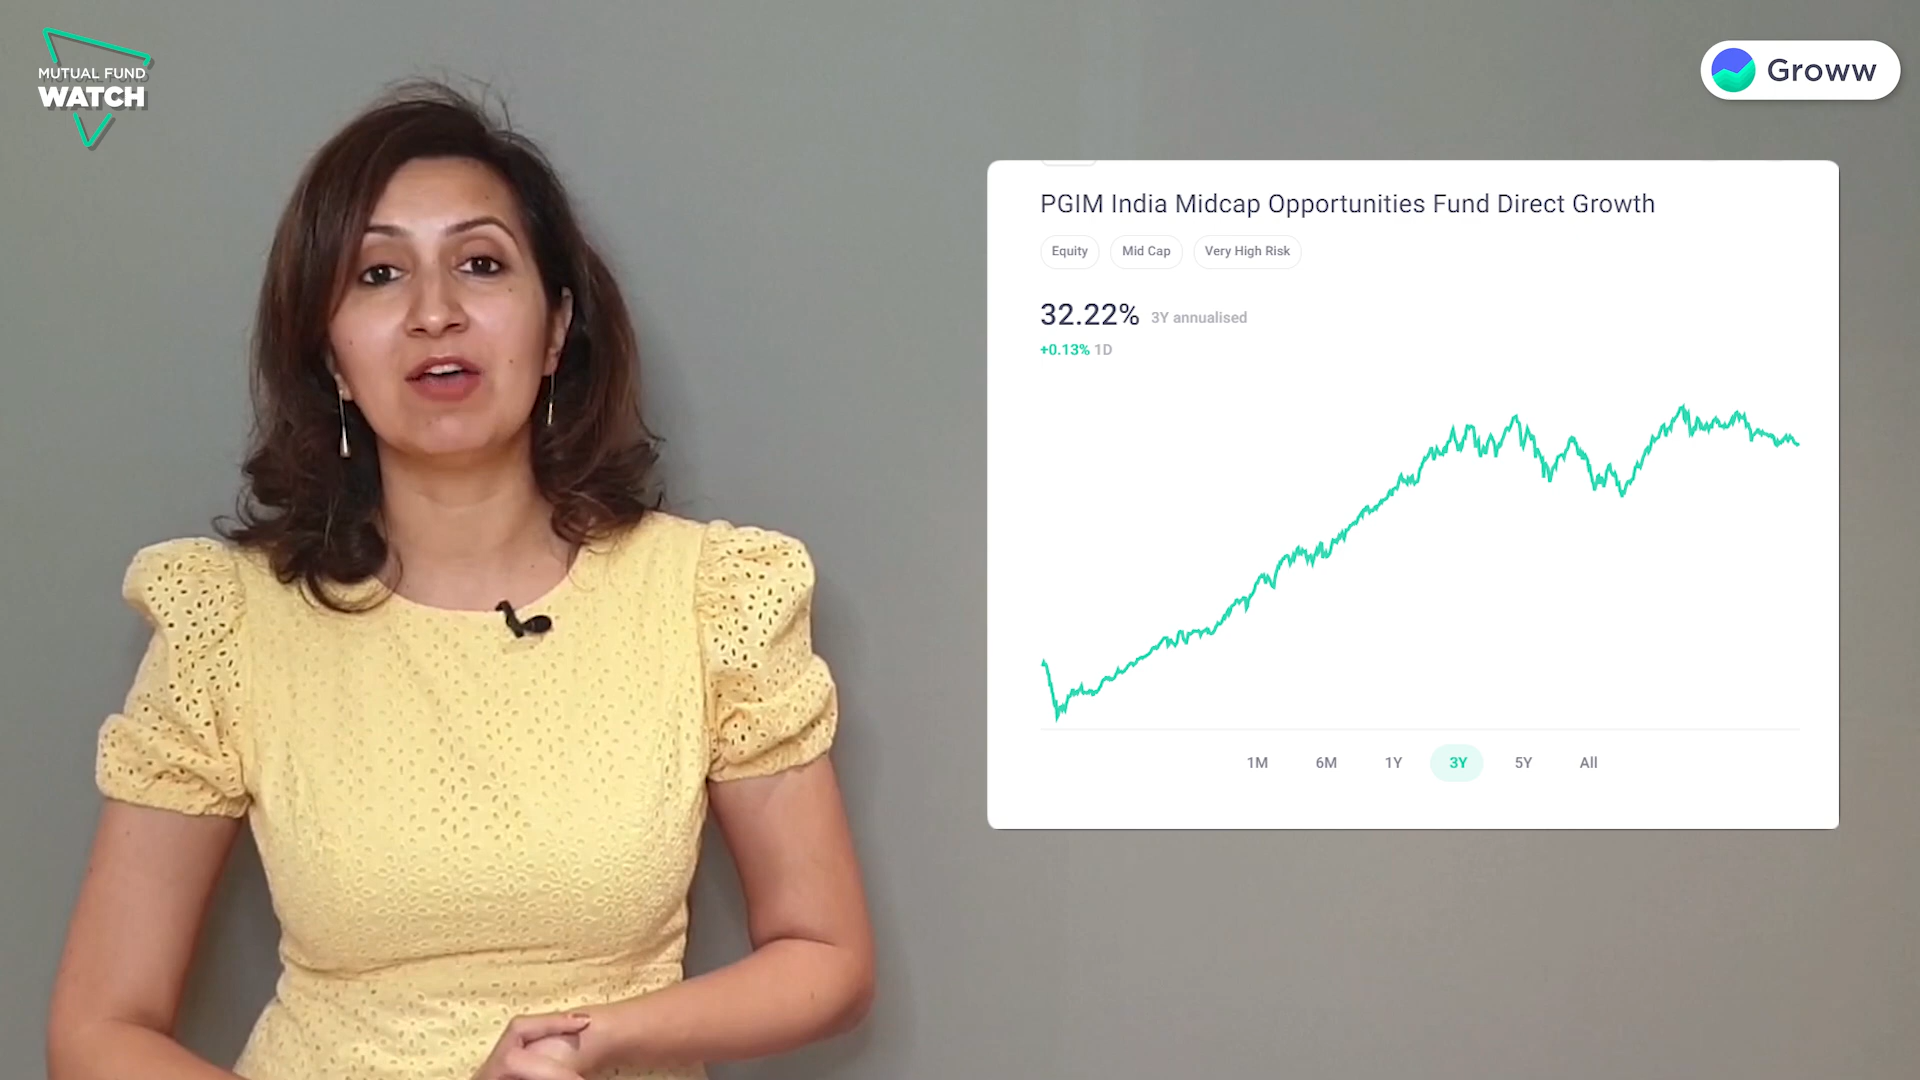 MUTUAL FUND
WATCH
Groww
PGIM India Midcap Opportunities Fund Direct Growth
Equity Mid Cap Very High Risk
32.22% 3Y annualised
+0.13% 1D
1M 6M 1Y 3Y 5Y All